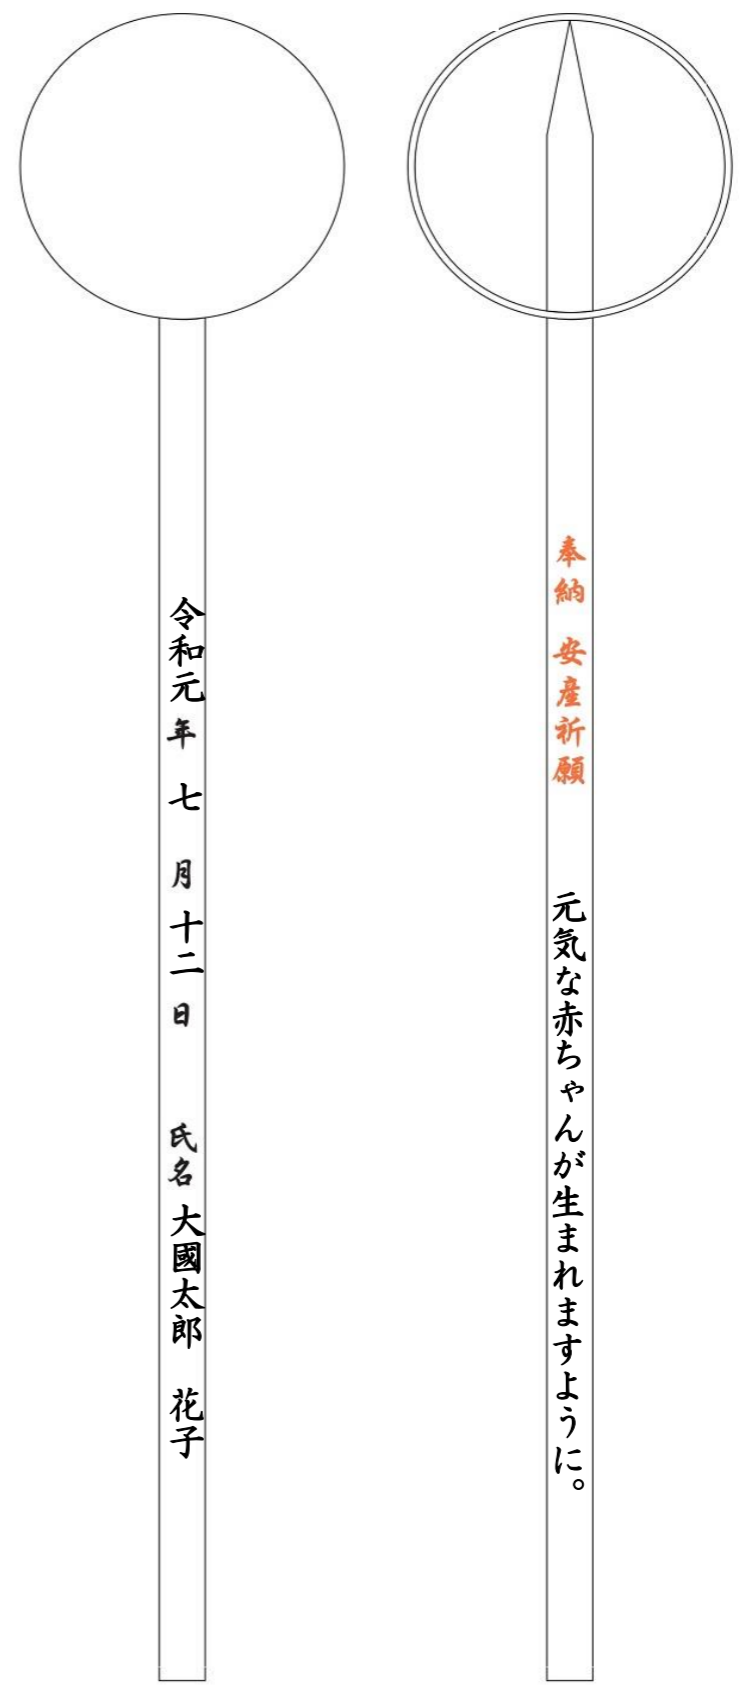 奉納 安産祈願 元気な赤ちゃんが生まれますように。
令和元年 七 月 十二 日 氏名 大國太郎 花子